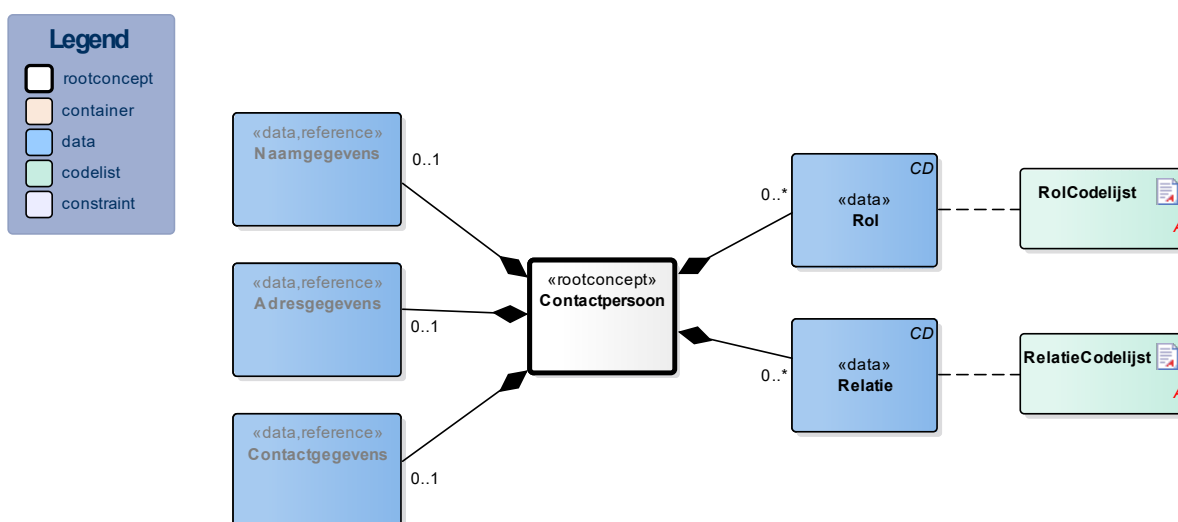 Legend
rootconcept
container
data
codelist
constraint
«data,reference»
Naamgegevens
0..1
«data,reference»
Adresgegevens
0..1
«data,reference»
Contactgegevens
0..1
«rootconcept»
Contactpersoon
0..*
CD
«data»
Rol
RolCodelijst
0..*
CD
«data»
Relatie
RelatieCodelijst